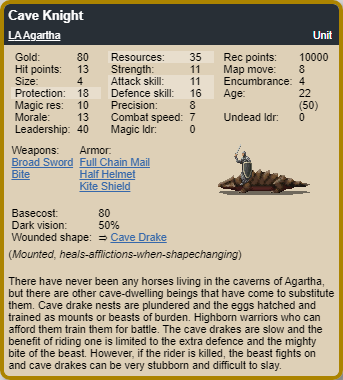 Cave Knight
LA Agartha Unit
Gold: 80 Resources: 35 Rec points: 10000
Hit points: 13 Strength: 11 Map move: 8
Size: 4 Attack skill: 11 Encumbrance: 4
Protection: 18 Defence skill: 16 Age: 22
Magic res: 10 Precision: 8 (50)
Morale: 13 Combat speed: 7 Undead ldr: 0
Leadership: 40 Magic ldr: 0
Weapons: Armor:
Broad Sword Full Chain Mail
Bite Half Helmet
Kite Shield
Basecost: 80
Dark vision: 50%
Wounded shape: ⇒ Cave Drake
(Mounted, heals-afflictions-when-shapechanging)
There have never been any horses living in the caverns of Agartha,
but there are other cave-dwelling beings that have come to substitute
them. Cave drake nests are plundered and the eggs hatched and
trained as mounts or beasts of burden. Highborn warriors who can
afford them train them for battle. The cave drakes are slow and the
benefit of riding one is limited to the extra defence and the mighty
bite of the beast. However, if the rider is killed, the beast fights on
and cave drakes can be very stubborn and difficult to slay.